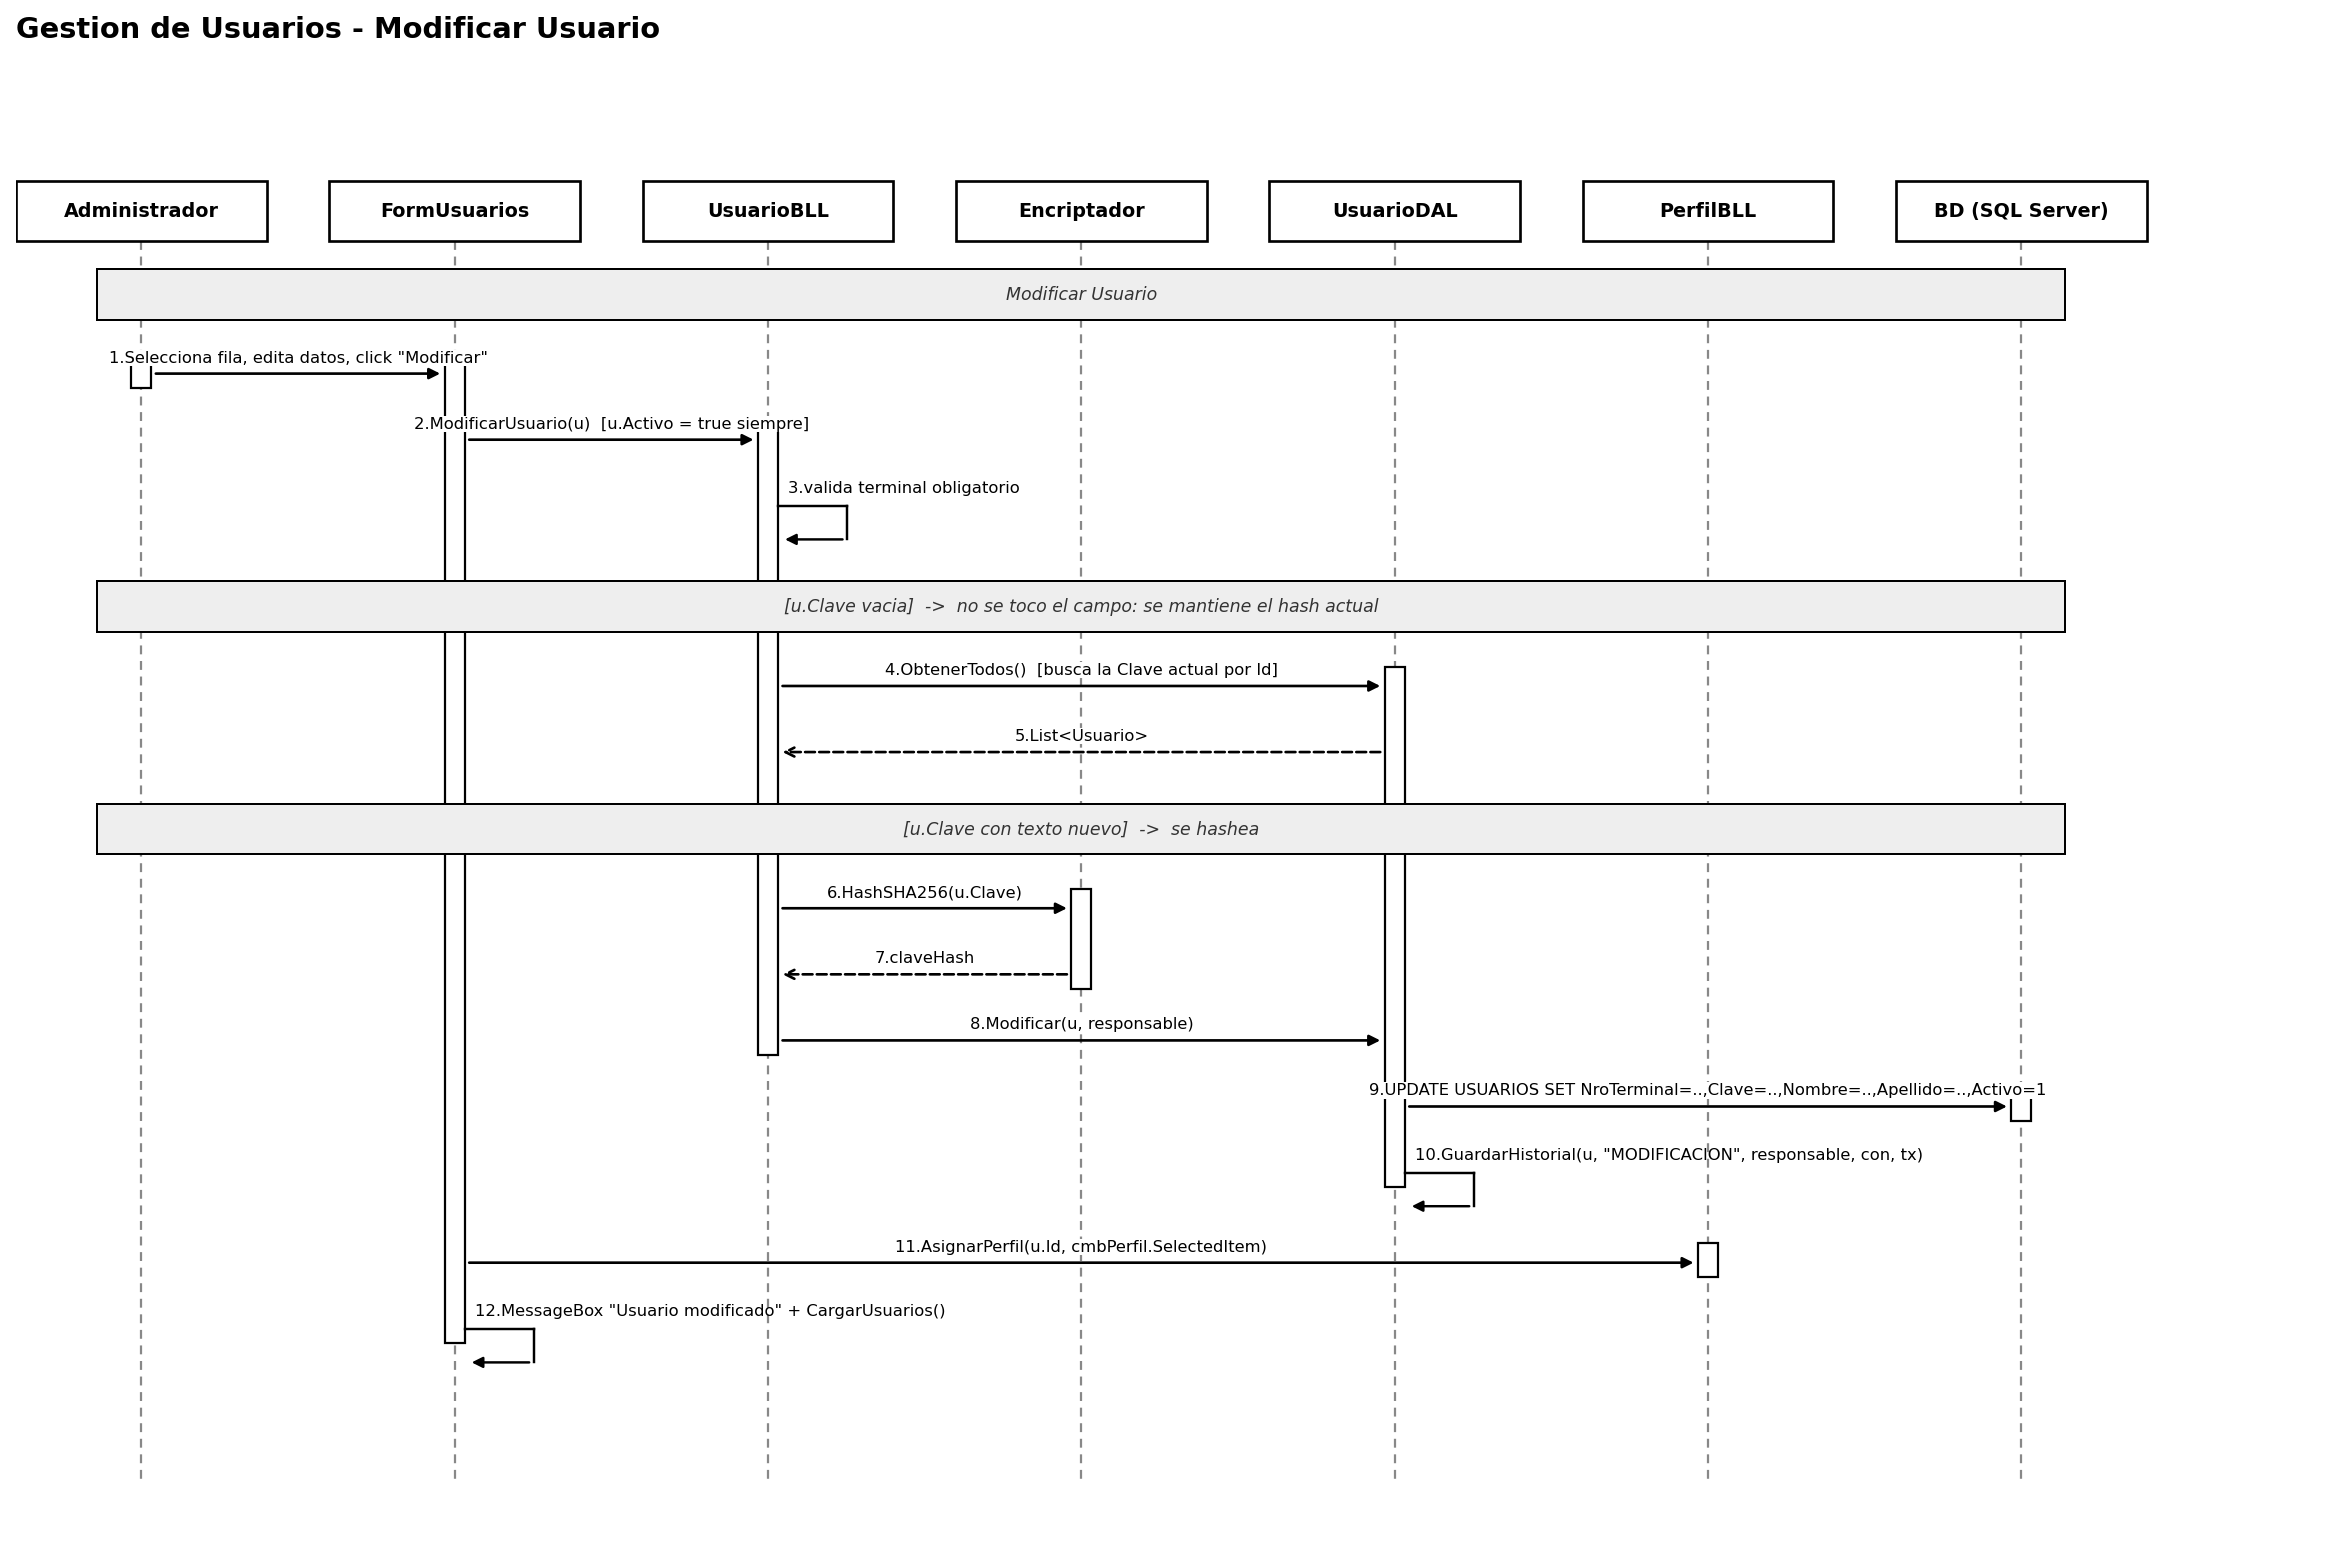 Gestion de Usuarios - Modificar Usuario
Administrador
FormUsuarios
UsuarioBLL
Encriptador
UsuarioDAL
PerfilBLL
BD (SQL Server)
Modificar Usuario
1.Selecciona fila, edita datos, click "Modificar"
2.ModificarUsuario(u)  [u.Activo = true siempre]
3.valida terminal obligatorio
[u.Clave vacia]  ->  no se toco el campo: se mantiene el hash actual
4.ObtenerTodos()  [busca la Clave actual por Id]
5.List<Usuario>
[u.Clave con texto nuevo]  ->  se hashea
6.HashSHA256(u.Clave)
7.claveHash
8.Modificar(u, responsable)
9.UPDATE USUARIOS SET NroTerminal=..,Clave=..,Nombre=..,Apellido=..,Activo=1
10.GuardarHistorial(u, "MODIFICACION", responsable, con, tx)
11.AsignarPerfil(u.Id, cmbPerfil.SelectedItem)
12.MessageBox "Usuario modificado" + CargarUsuarios()